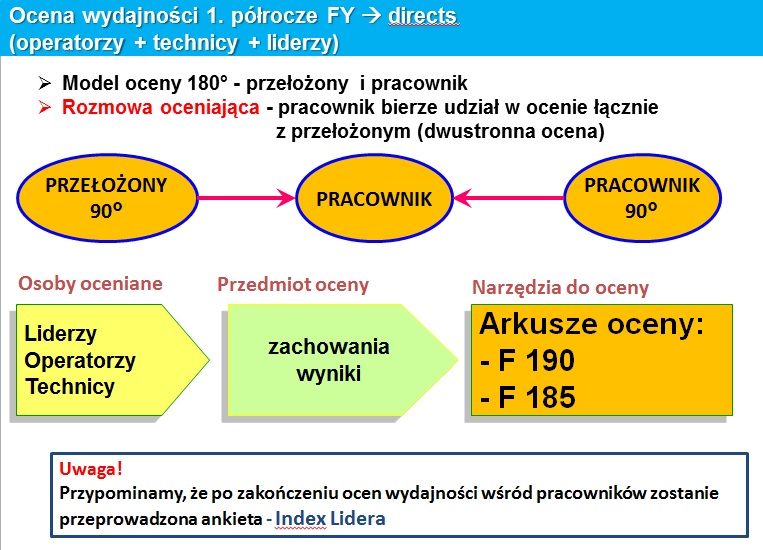 Ocena wydajności 1. półrocze FY → directs
(operatorzy + technicy + liderzy)
➢ Model oceny 180° - przełożony i pracownik
➢ Rozmowa oceniająca - pracownik bierze udział w ocenie łącznie
z przełożonym (dwustronna ocena)
PRZEŁOŻONY
90⁰
PRACOWNIK
PRACOWNIK
90⁰
Osoby oceniane
Przedmiot oceny
Narzędzia do oceny
Liderzy
Operatorzy
Technicy
zachowania
wyniki
Arkusze oceny:
- F 190
- F 185
Uwaga!
Przypominamy, że po zakończeniu ocen wydajności wśród pracowników zostanie
przeprowadzona ankieta - Index Lidera